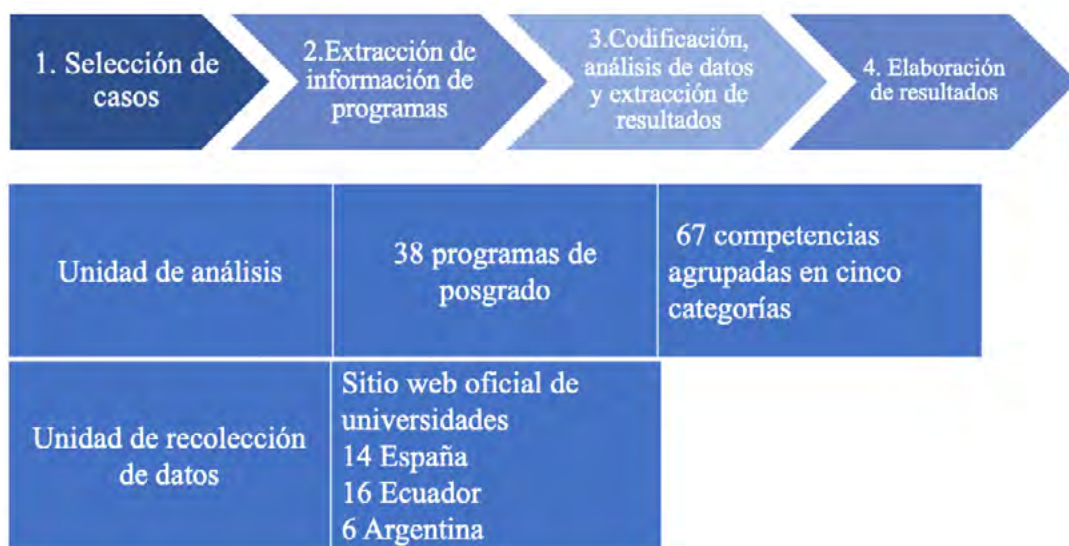 1. Selección de
casos
2.Extracción de
información de
programas
3.Codificación,
análisis de datos
y extracción de
resultados
4. Elaboración
de resultados
Unidad de análisis
38 programas de
posgrado
67 competencias
agrupadas en cinco
categorías
Unidad de recolección
de datos
Sitio web oficial de
universidades
14 España
16 Ecuador
6 Argentina